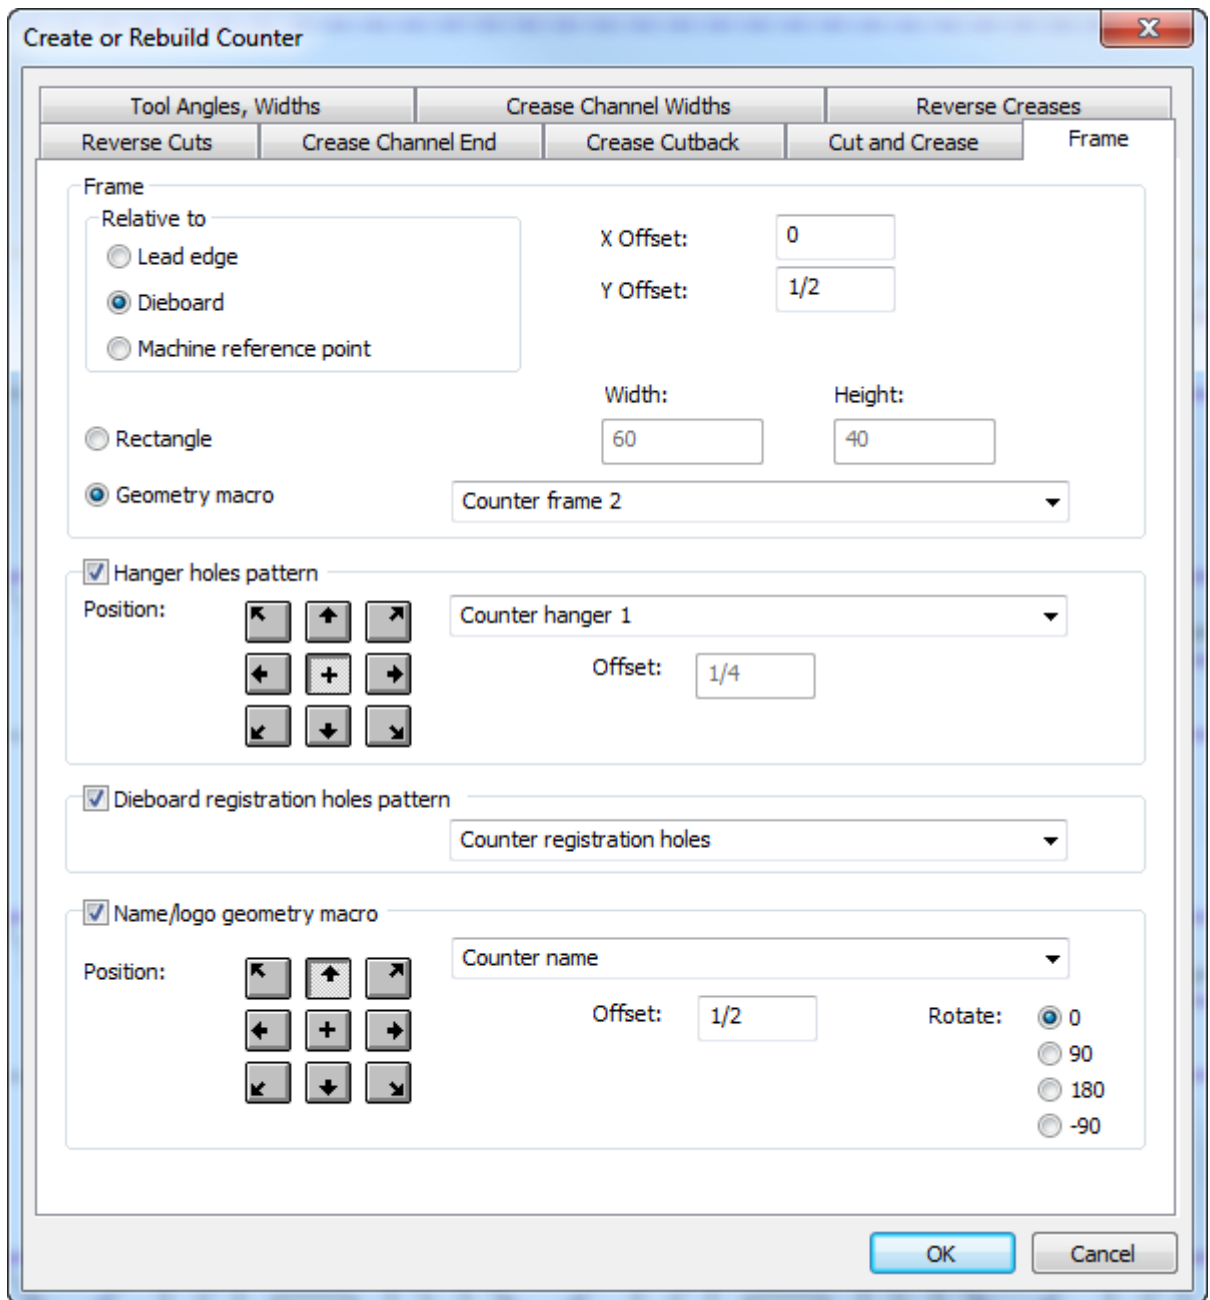 Create or Rebuild Counter
Tool Angles, Widths Crease Channel Widths Reverse Creases
Reverse Cuts Crease Channel End Crease Cutback Cut and Crease Frame
Frame
Relative to
Lead edge
X Offset: 0
Dieboard
Y Offset: 1/2
Machine reference point
Width: Height:
Rectangle 60 40
Geometry macro Counter frame 2
Hanger holes pattern
Position: Counter hanger 1
Offset: 1/4
Dieboard registration holes pattern
Counter registration holes
Name/logo geometry macro
Position: Counter name
Offset: 1/2 Rotate: 0
90
180
-90
OK Cancel